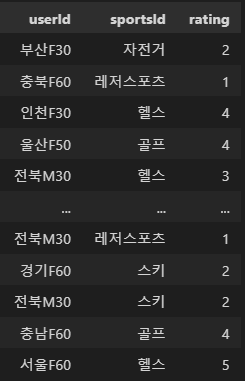 userId sportsId rating
부산F30 자전거 2
충북F60 레저스포츠 1
인천F30 헬스 4
울산F50 골프 4
전북M30 헬스 3
... ... ...
전북M30 레저스포츠 1
경기F60 스키 2
전북M30 스키 2
충남F60 골프 4
서울F60 헬스 5